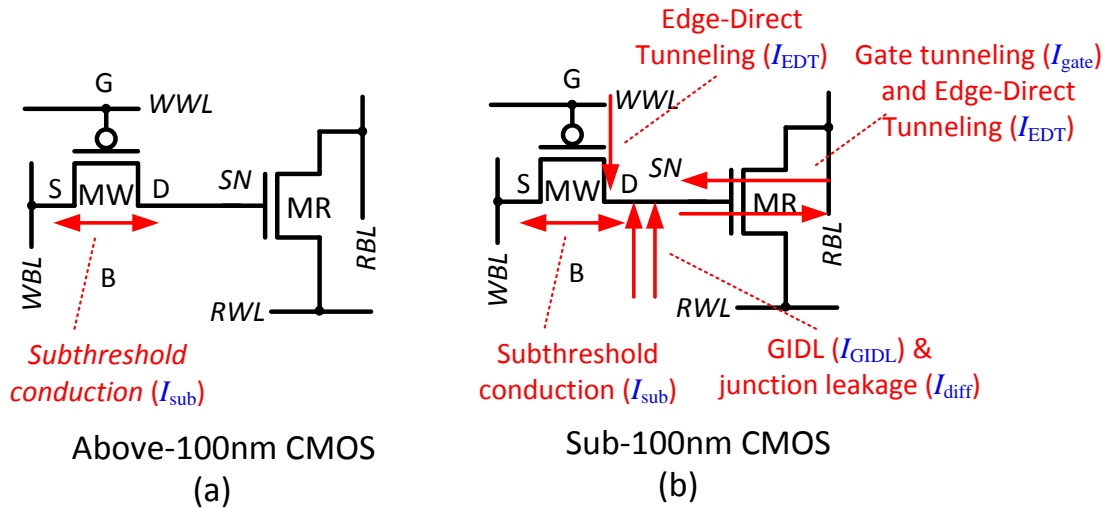 G
WWL
S
MW
D
SN
MR
WBL
B
RBL
RWL
Subthreshold
conduction (Isub)
Above-100nm CMOS
(a)
Edge-Direct
Tunneling (IEDT)
Gate tunneling (Igate)
and Edge-Direct
Tunneling (IEDT)
G
WWL
S
MW
D
SN
MR
WBL
B
RBL
RWL
Subthreshold
conduction (Isub)
GIDL (IGIDL) &
junction leakage (Idiff)
Sub-100nm CMOS
(b)